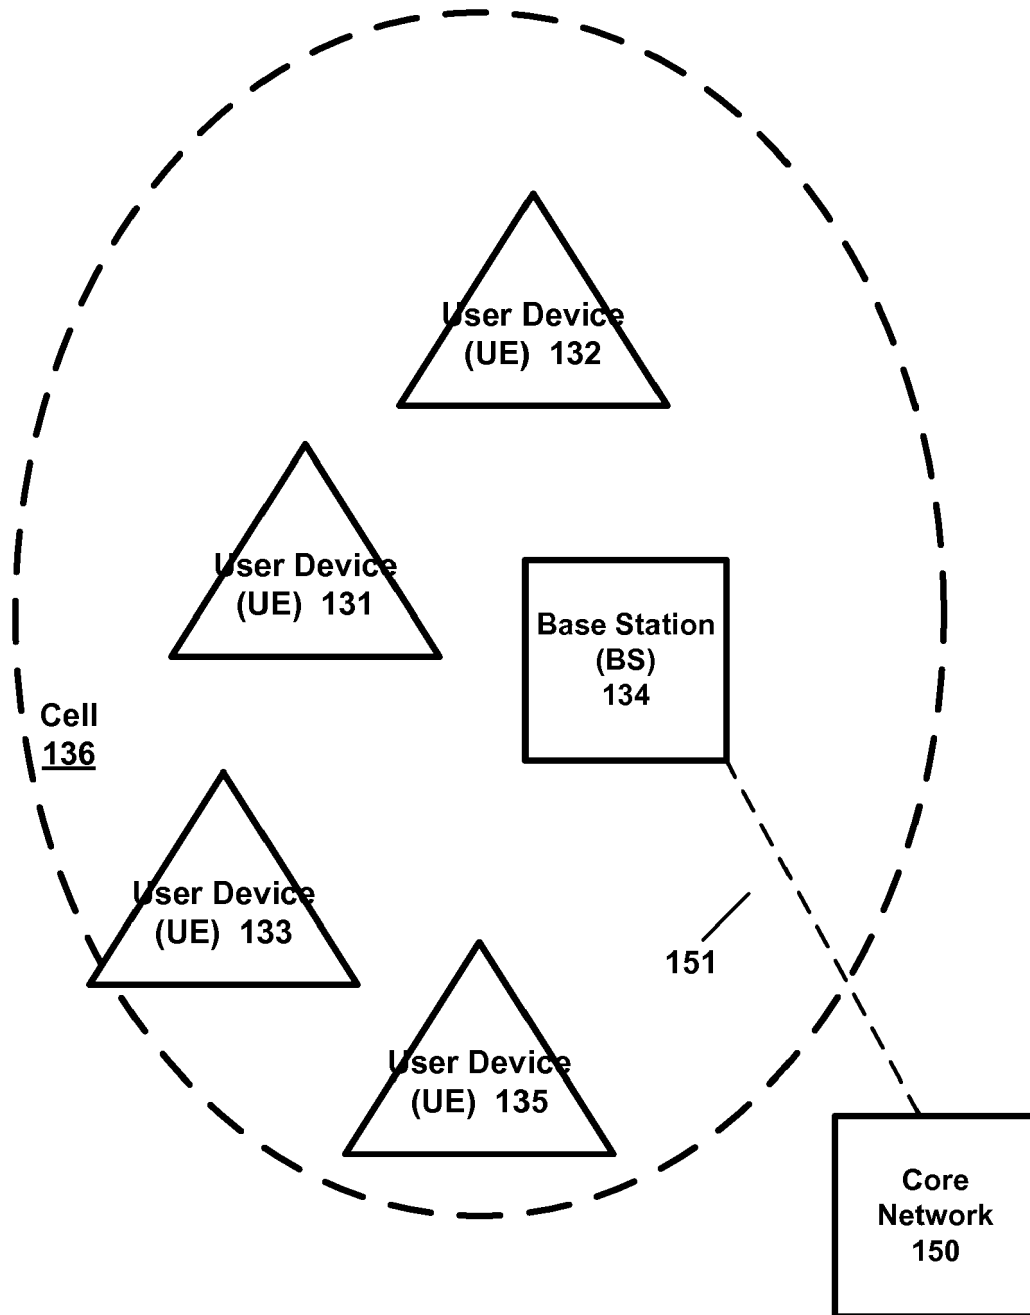 User Device
(UE) 132
User Device
(UE) 131
Base Station
(BS)
134
Cell
136
User Device
(UE) 133
151
User Device
(UE) 135
Core
Network
150